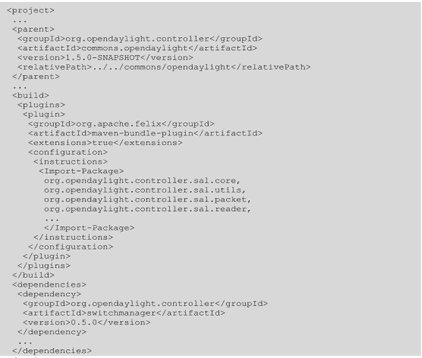 <project>
...
<parent>
<groupId>org.opendaylight.controller</groupId>
<artifactId>commons.opendaylight</artifactId>
<version>1.5.0-SNAPSHOT</version>
<relativePath>../../commons/opendaylight</relativePath>
</parent>
...
<build>
<plugins>
<plugin>
<groupId>org.apache.felix</groupId>
<artifactId>maven-bundle-plugin</artifactId>
<extensions>true</extensions>
<configuration>
<instructions>
<Import-Package>
org.opendaylight.controller.sal.core,
org.opendaylight.controller.sal.utils,
org.opendaylight.controller.sal.packet,
org.opendaylight.controller.sal.reader,
...
</Import-Package>
</instructions>
</configuration>
</plugin>
</plugins>
</build>
<dependencies>
<dependency>
<groupId>org.opendaylight.controller</groupId>
<artifactId>switchmanager</artifactId>
<version>0.5.0</version>
</dependency>
...
</dependencies>